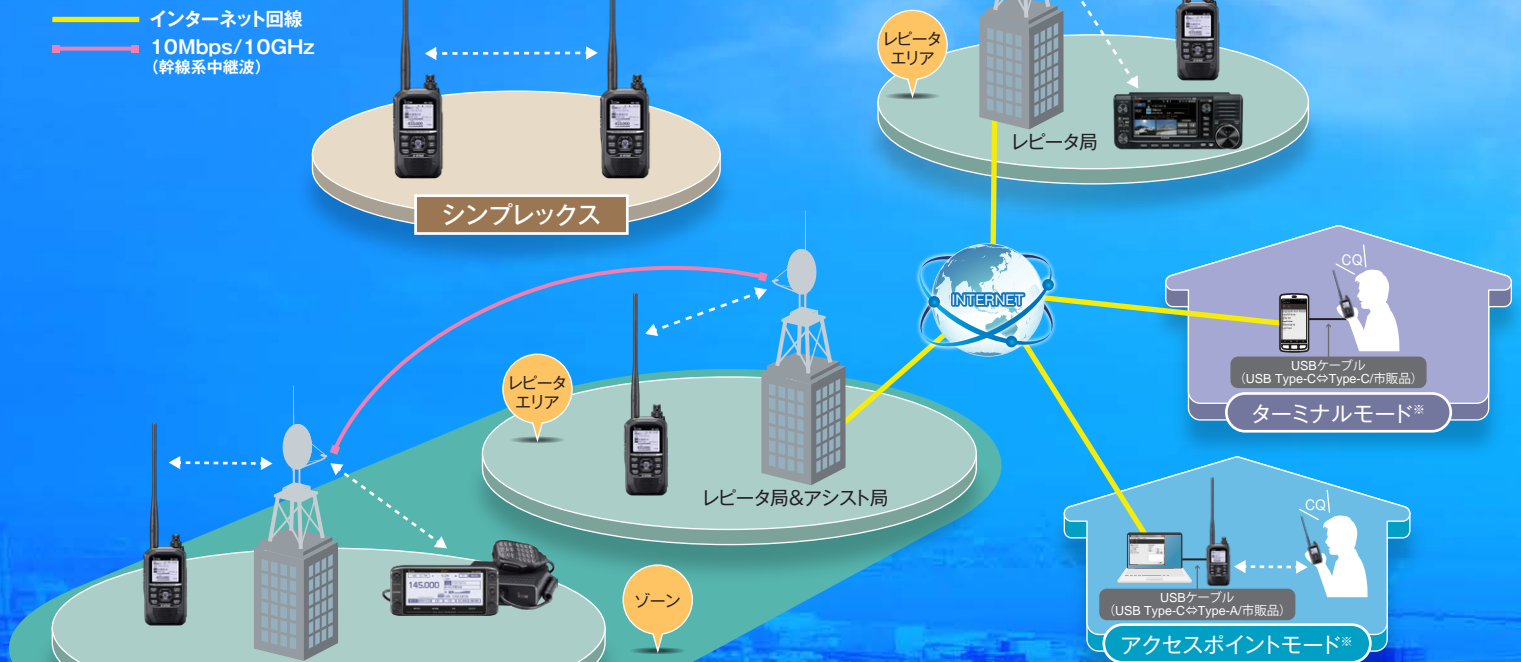 インターネット回線
10Mbps/10GHz
(幹線系中継波)
シンプレックス
レピータ
エリア
レピータ局
INTERNET
CQ
USBケーブル
(USB Type-C⇔Type-C/市販品)
ターミナルモード※
レピータ
エリア
レピータ局&アシスト局
145.000
ゾーン
CQ
USBケーブル
(USB Type-C⇔Type-A/市販品)
アクセスポイントモード※